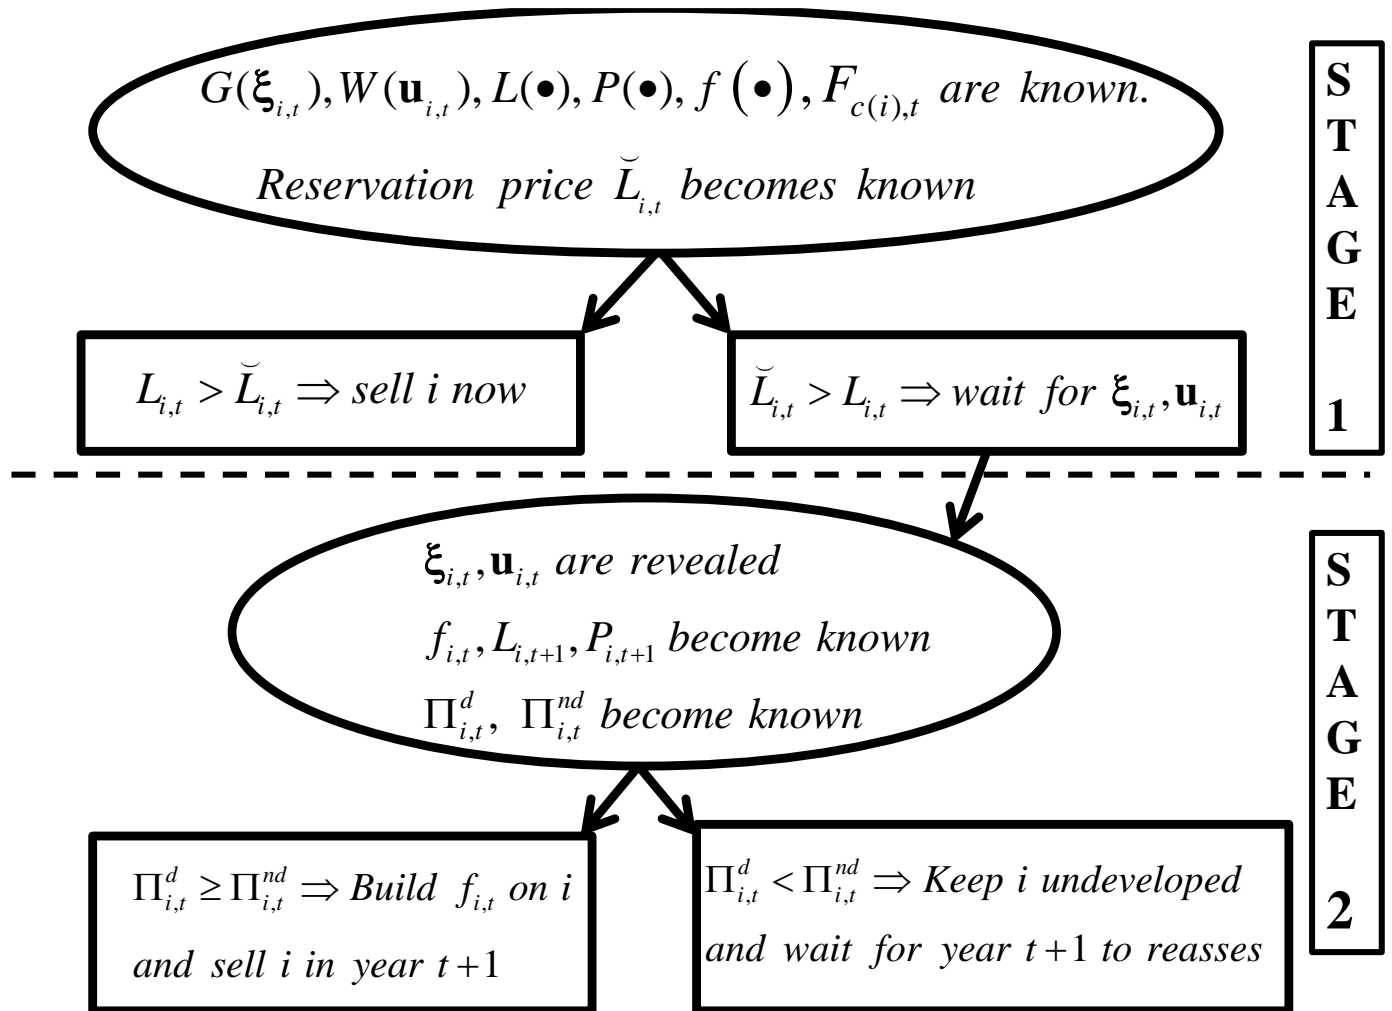 G(ξ_{i,t}), W(u_{i,t}), L(•), P(•), f(•), F_{c(i),t} are known.
Reservation price L̆_{i,t} becomes known
L_{i,t} > L̆_{i,t} ⇒ sell i now
L̆_{i,t} > L_{i,t} ⇒ wait for ξ_{i,t}, u_{i,t}
S
T
A
G
E
1
ξ_{i,t}, u_{i,t} are revealed
f_{i,t}, L_{i,t+1}, P_{i,t+1} become known
Π^d_{i,t}, Π^{nd}_{i,t} become known
Π^d_{i,t} ≥ Π^{nd}_{i,t} ⇒ Build f_{i,t} on i
and sell i in year t+1
Π^d_{i,t} < Π^{nd}_{i,t} ⇒ Keep i undeveloped
and wait for year t+1 to reasses
S
T
A
G
E
2